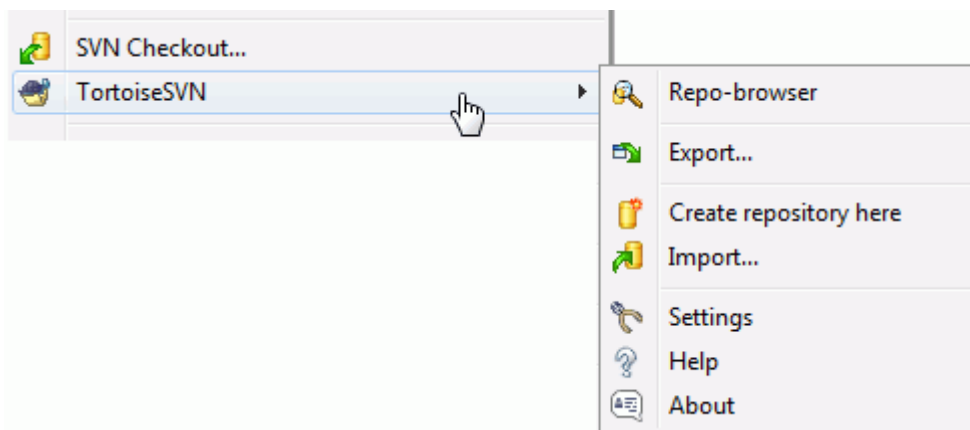 SVN Checkout...
TortoiseSVN
Repo-browser
Export...
Create repository here
Import...
Settings
Help
About